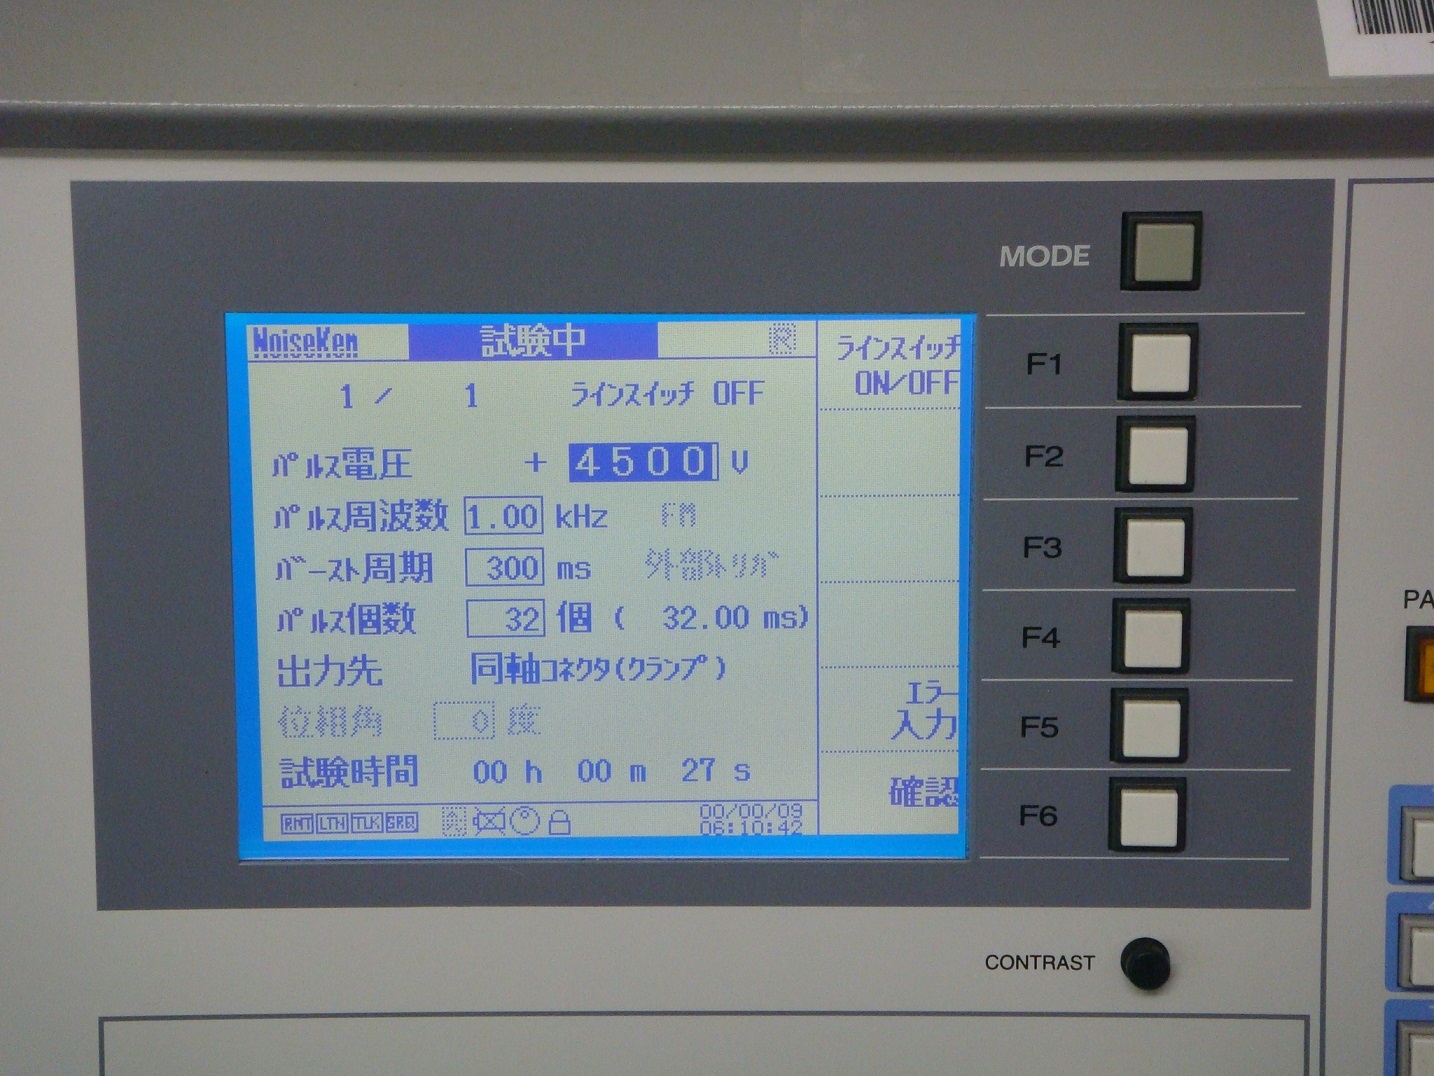 MODE
NoiseKen 試験中 R ラインスイッチ
ON/OFF
F1
1 / 1 ラインスイッチ OFF
パルス電圧 + 4500 V
F2
パルス周波数 1.00 kHz FM
F3
バースト周期 300 ms 外部トリガ
パルス個数 32 個 ( 32.00 ms)
F4
出力先 同軸コネクタ(クランプ)
エラー
入力
F5
位相角 0 度
試験時間 00 h 00 m 27 s
確認
F6
RMT LTN TLK SRQ 00/00/09
06:10:42
CONTRAST
PA